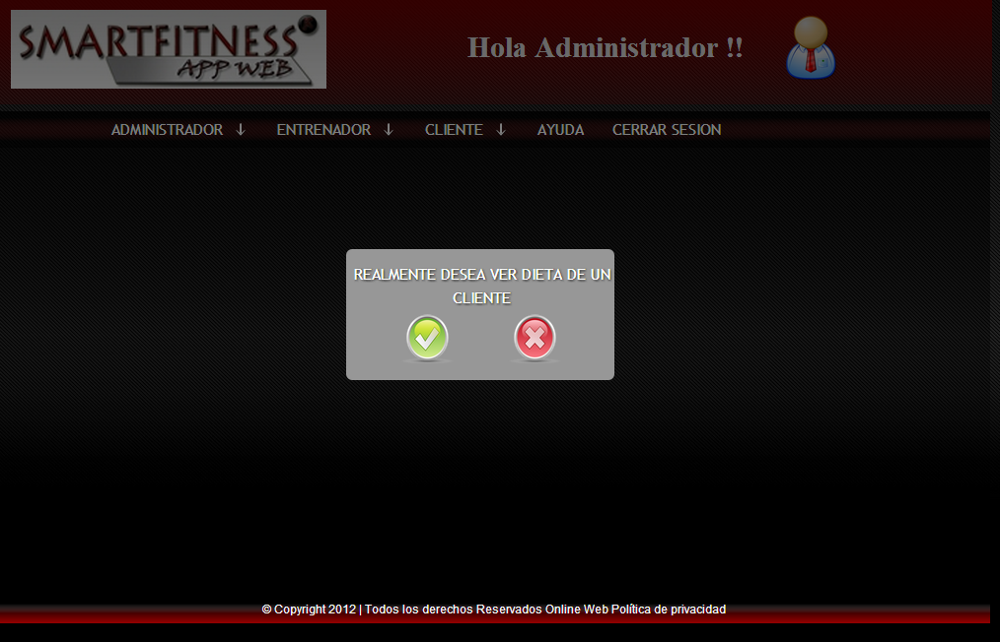 SMARTFITNESS
APP WEB
Hola Administrador !!
ADMINISTRADOR ↓ ENTRENADOR ↓ CLIENTE ↓ AYUDA CERRAR SESION
REALMENTE DESEA VER DIETA DE UN
CLIENTE
© Copyright 2012 | Todos los derechos Reservados Online Web Política de privacidad